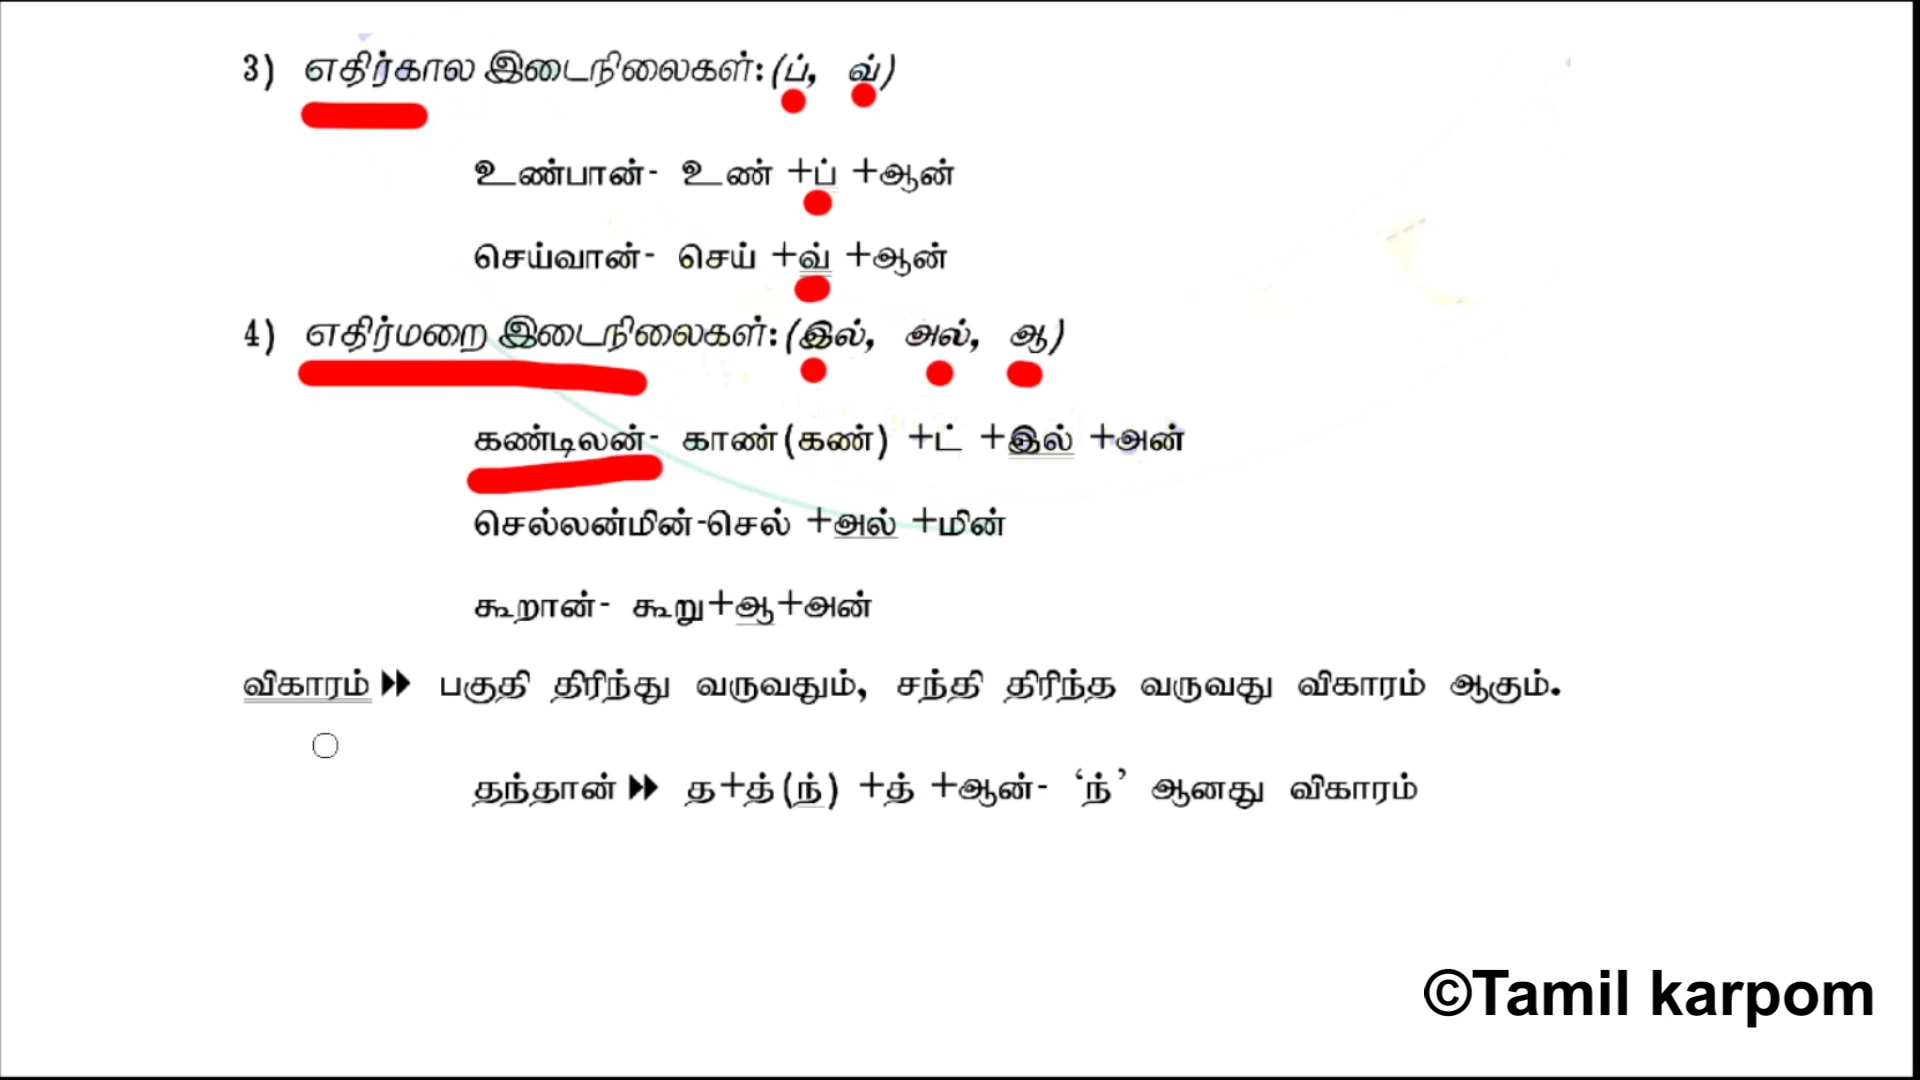 3) எதிர்கால இடைநிலைகள்:(ப், வ்)
உண்பான்- உண் +ப் +ஆன்
செய்வான்- செய் +வ் +ஆன்
4) எதிர்மறை இடைநிலைகள்:(இல், அல், ஆ)
கண்டிலன்- காண்(கண்) +ட் +இல் +அன்
செல்லன்மின்-செல் +அல் +மின்
கூறான்- கூறு+ஆ+அன்
விகாரம் பகுதி திரிந்து வருவதும், சந்தி திரிந்த வருவது விகாரம் ஆகும்.
தந்தான் த+த்(ந்) +த் +ஆன்- ‘ந்’ ஆனது விகாரம்
©Tamil karpom